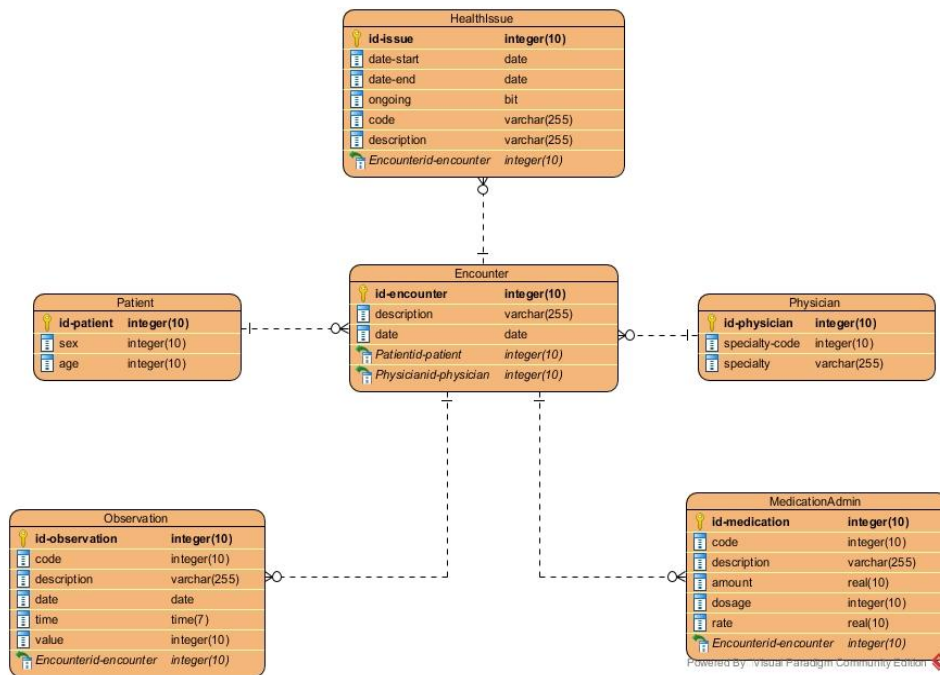 HealthIssue
id-issue integer(10)
date-start date
date-end date
ongoing bit
code varchar(255)
description varchar(255)
Encounterid-encounter integer(10)
Encounter
id-encounter integer(10)
description varchar(255)
date date
Patientid-patient integer(10)
Physicianid-physician integer(10)
Patient
id-patient integer(10)
sex integer(10)
age integer(10)
Physician
id-physician integer(10)
specialty-code integer(10)
specialty varchar(255)
Observation
id-observation integer(10)
code integer(10)
description varchar(255)
date date
time time(7)
value integer(10)
Encounterid-encounter integer(10)
MedicationAdmin
id-medication integer(10)
code integer(10)
description varchar(255)
amount real(10)
dosage integer(10)
rate real(10)
Encounterid-encounter integer(10)
Powered By Visual Paradigm Community Edition